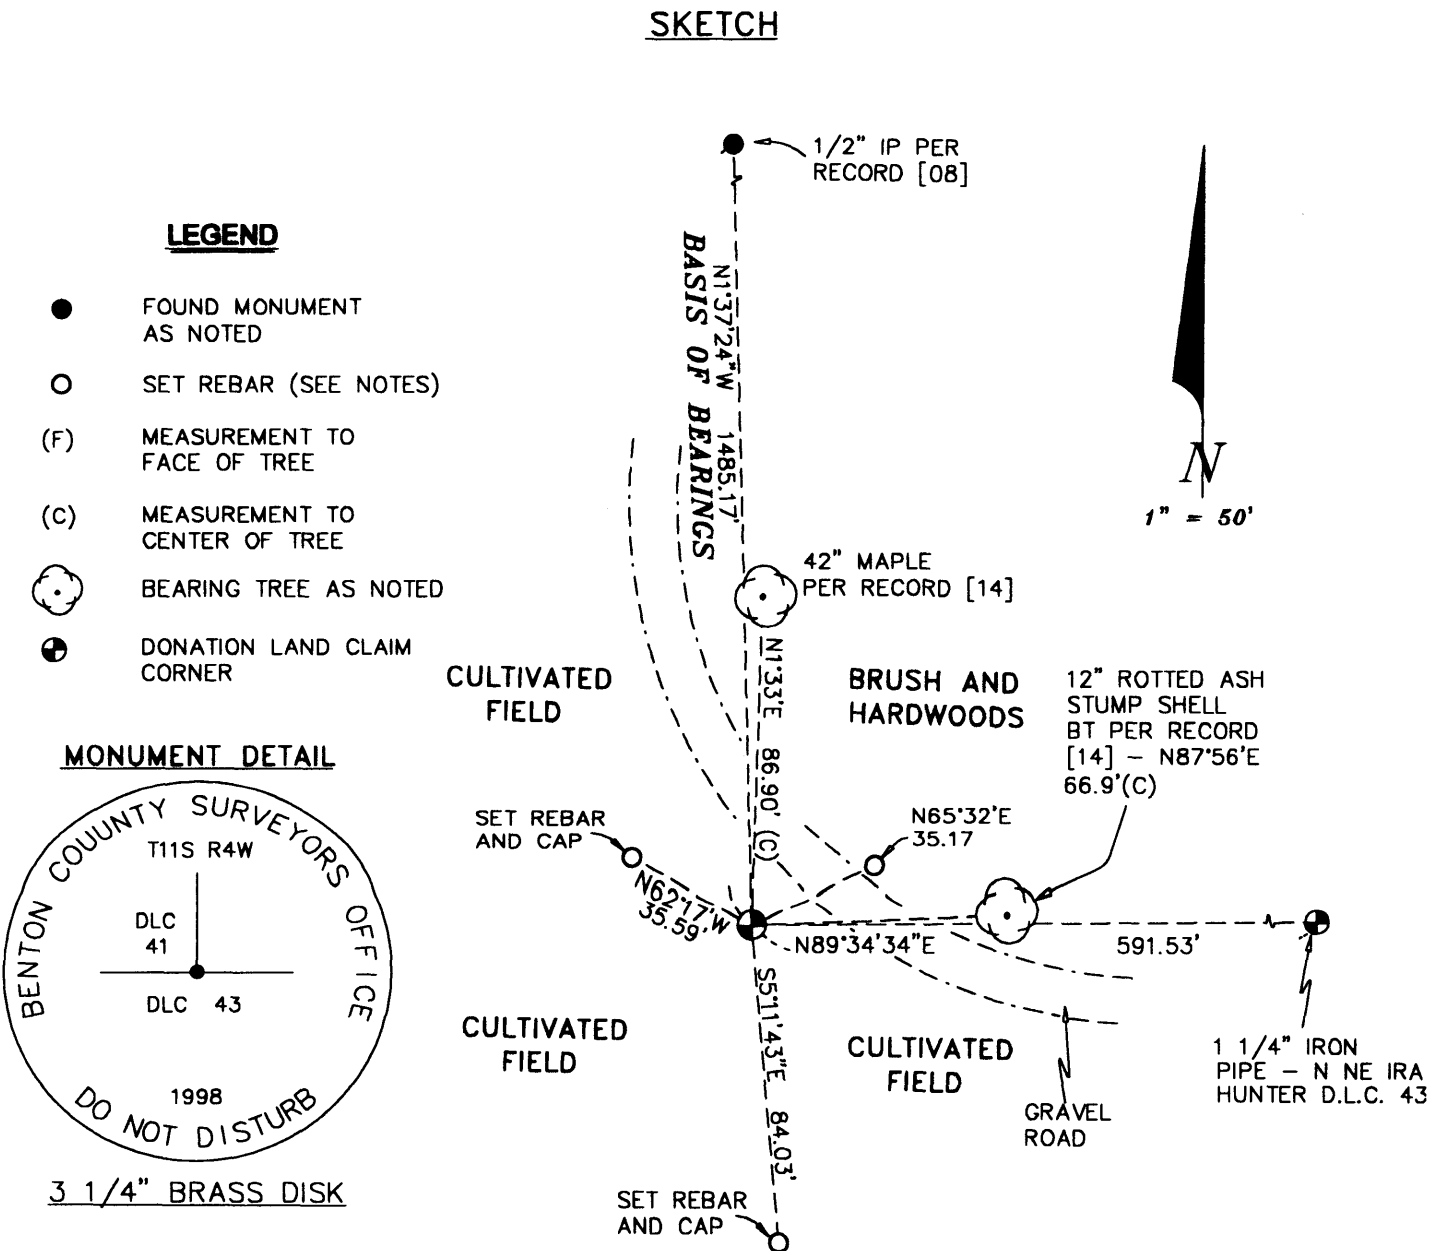 SKETCH
1/2" IP PER
RECORD [08]
LEGEND
FOUND MONUMENT
AS NOTED
SET REBAR (SEE NOTES)
(F) MEASUREMENT TO
FACE OF TREE
(C) MEASUREMENT TO
CENTER OF TREE
BEARING TREE AS NOTED
DONATION LAND CLAIM
CORNER
BASIS OF BEARINGS
N1°37'24"W 1485.17'
N
1" = 50'
42" MAPLE
PER RECORD [14]
N1°33'E 86.90' (C)
CULTIVATED
FIELD
BRUSH AND
HARDWOODS
12" ROTTED ASH
STUMP SHELL
BT PER RECORD
[14] - N87°56'E
66.9'(C)
SET REBAR
AND CAP
N65°32'E
35.17
N62°17'W
35.59'
N89°34'34"E 591.53'
S5°11'43"E 84.03'
CULTIVATED
FIELD
CULTIVATED
FIELD
GRAVEL
ROAD
1 1/4" IRON
PIPE - N NE IRA
HUNTER D.L.C. 43
SET REBAR
AND CAP
MONUMENT DETAIL
BENTON COUUNTY SURVEYORS OFFICE
T11S R4W
DLC
41
DLC 43
1998
DO NOT DISTURB
3 1/4" BRASS DISK